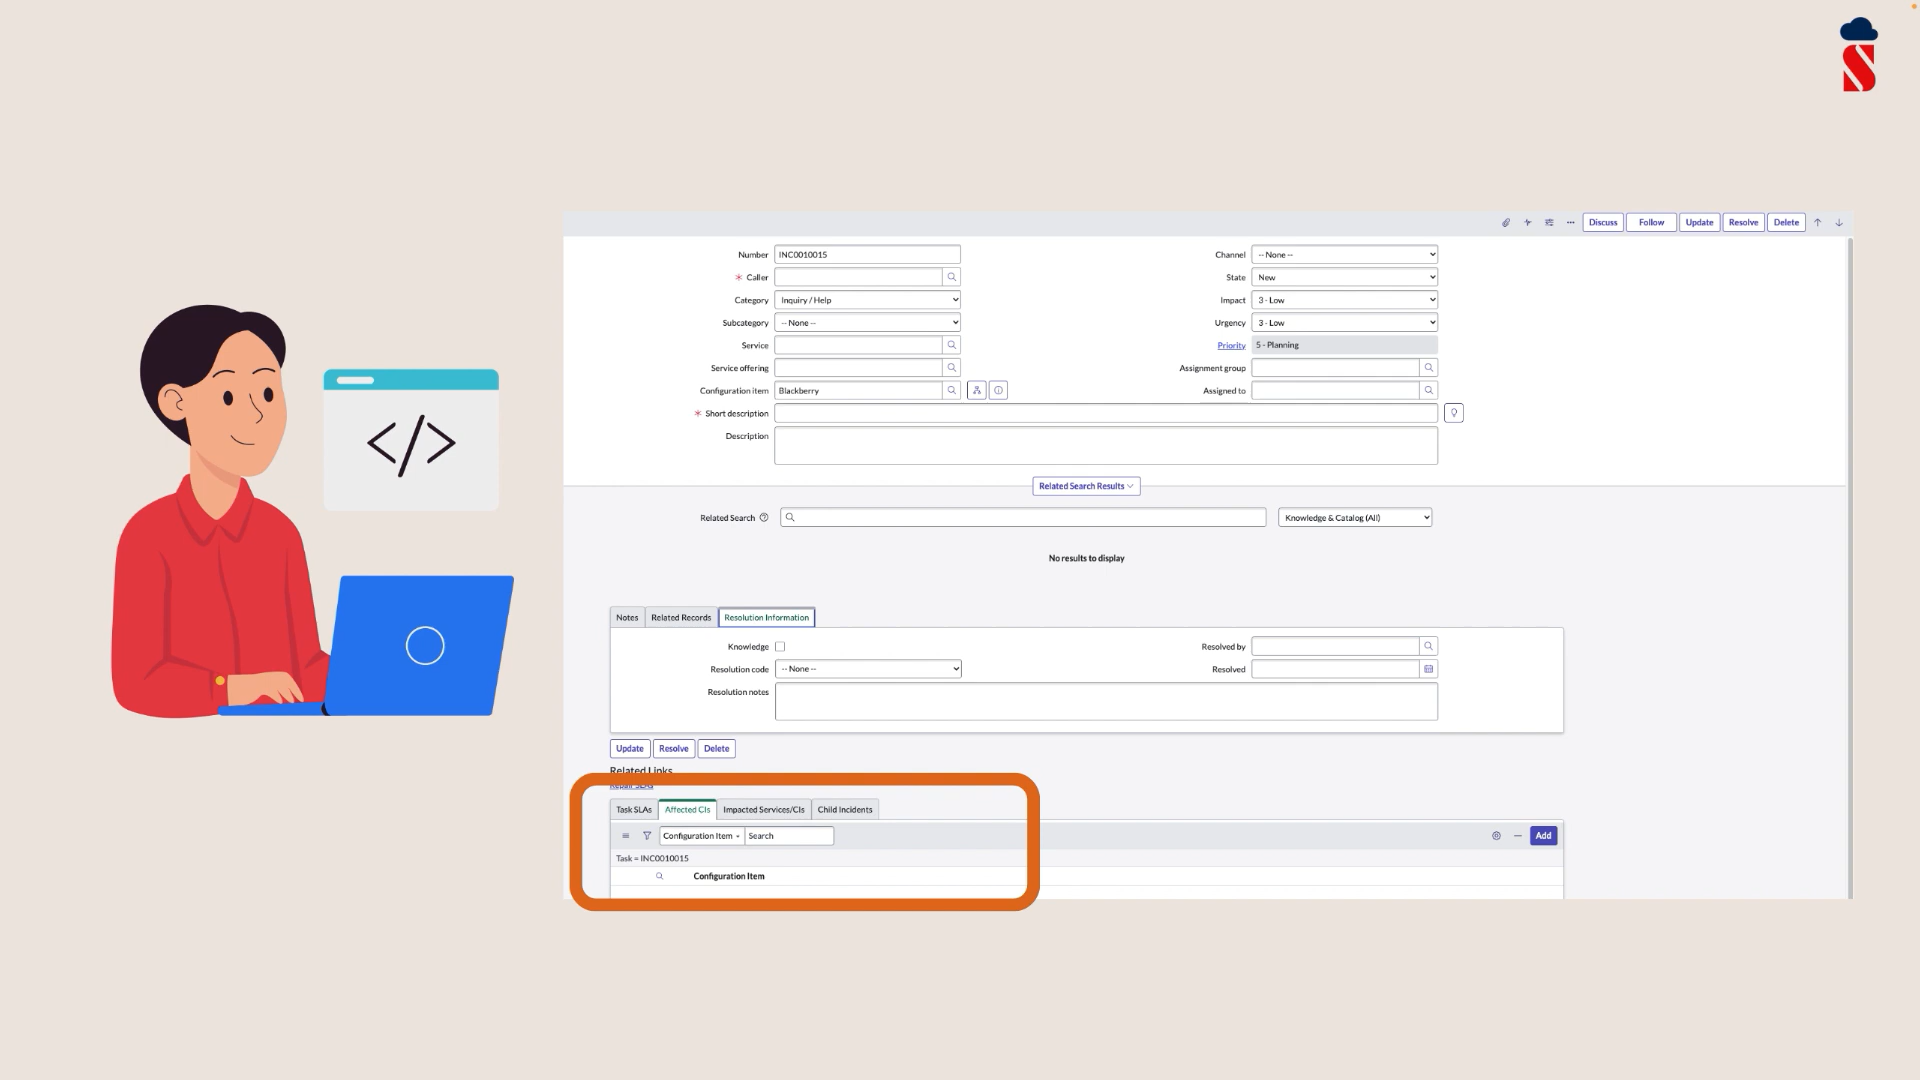 Discuss Follow Update Resolve Delete
Number INC0010015 Channel -- None --
* Caller State New
Category Inquiry / Help Impact 3 - Low
Subcategory -- None -- Urgency 3 - Low
Service Priority 5 - Planning
Service offering Assignment group
Configuration item Blackberry Assigned to
* Short description
Description
Related Search Results
Related Search Knowledge & Catalog (All)
No results to display
Notes Related Records Resolution Information
Knowledge Resolved by
Resolution code -- None -- Resolved
Resolution notes
Update Resolve Delete
Related Links
Repair SLAs
Task SLAs Affected CIs Impacted Services/CIs Child Incidents
Configuration Item Search Add
Task = INC0010015
Configuration Item